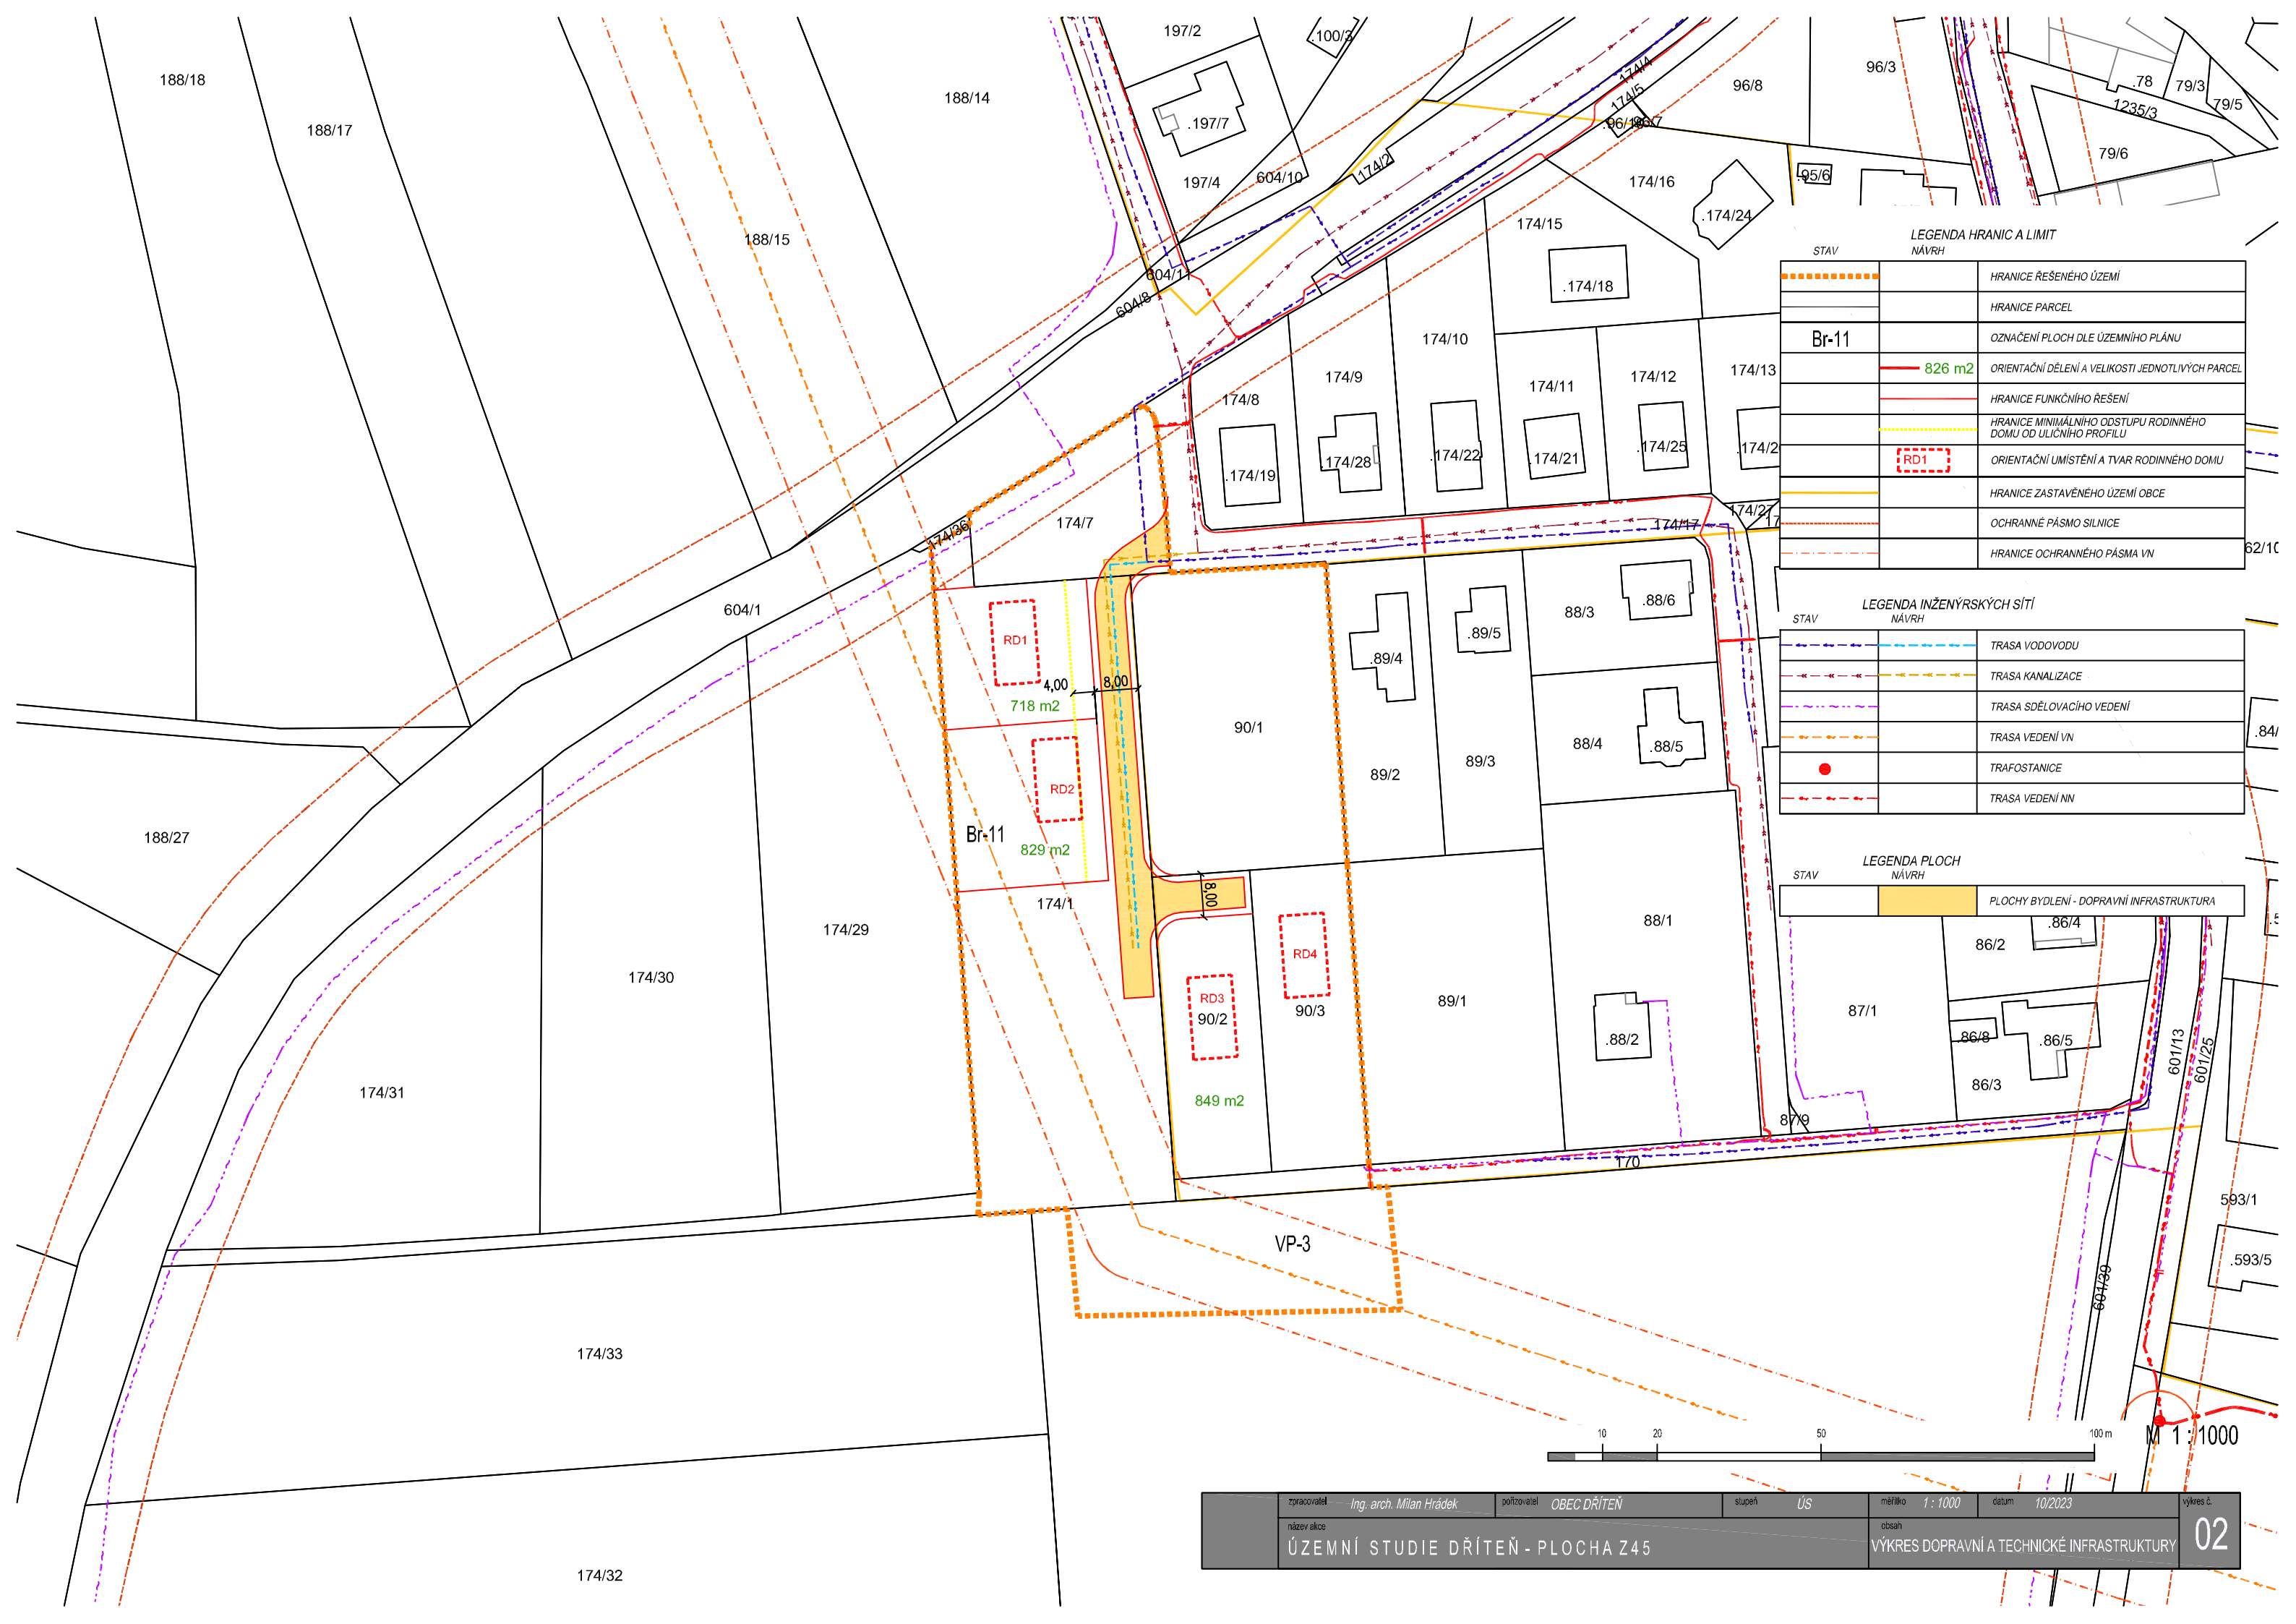 188/18
188/17
188/14
188/15
197/2
.100/3
.197/7
197/4
604/10
174/2
174/4
174/5
96/8
96/3
.78
79/3
79/5
1235/3
79/6
174/16
.174/24
.95/6
174/15
.174/18
604/11
604/8
174/10
174/9
174/8
174/11
174/12
174/13
.174/19
.174/28
.174/22
.174/21
.174/25
174/27
174/17
174/7
174/36
604/1
RD1
4,00
8,00
718 m2
RD2
Br-11
829 m2
174/1
90/1
.89/4
89/2
.89/5
89/3
88/3
.88/6
88/4
.88/5
188/27
174/29
174/30
174/31
8,00
RD4
RD3
90/2
90/3
849 m2
89/1
88/1
.88/2
87/1
87/9
170
86/2
.86/4
.86/8
.86/5
86/3
601/13
601/25
601/39
593/1
.593/5
.84/
62/10
VP-3
174/33
174/32
LEGENDA HRANIC A LIMIT
STAV NÁVRH
HRANICE ŘEŠENÉHO ÚZEMÍ
HRANICE PARCEL
Br-11 OZNAČENÍ PLOCH DLE ÚZEMNÍHO PLÁNU
826 m2 ORIENTAČNÍ DĚLENÍ A VELIKOSTI JEDNOTLIVÝCH PARCEL
HRANICE FUNKČNÍHO ŘEŠENÍ
HRANICE MINIMÁLNÍHO ODSTUPU RODINNÉHO
DOMU OD ULIČNÍHO PROFILU
RD1 ORIENTAČNÍ UMÍSTĚNÍ A TVAR RODINNÉHO DOMU
HRANICE ZASTAVĚNÉHO ÚZEMÍ OBCE
OCHRANNÉ PÁSMO SILNICE
HRANICE OCHRANNÉHO PÁSMA VN
LEGENDA INŽENÝRSKÝCH SÍTÍ
STAV NÁVRH
TRASA VODOVODU
TRASA KANALIZACE
TRASA SDĚLOVACÍHO VEDENÍ
TRASA VEDENÍ VN
TRAFOSTANICE
TRASA VEDENÍ NN
LEGENDA PLOCH
STAV NÁVRH
PLOCHY BYDLENÍ - DOPRAVNÍ INFRASTRUKTURA
10 20 50 100 m
M 1 : 1000
zpracovatel Ing. arch. Milan Hrádek pořizovatel OBEC DŘÍTEŇ stupeň ÚS měřítko 1 : 1000 datum 10/2023 výkres č.
název akce obsah
ÚZEMNÍ STUDIE DŘÍTEŇ - PLOCHA Z45 VÝKRES DOPRAVNÍ A TECHNICKÉ INFRASTRUKTURY 02